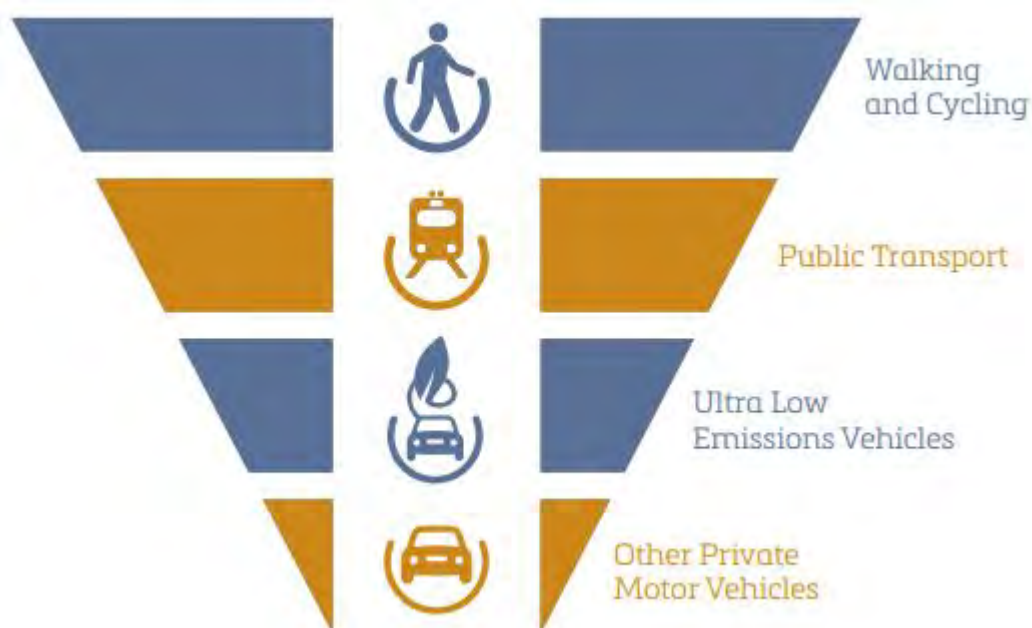 Walking
and Cycling
Public Transport
Ultra Low
Emissions Vehicles
Other Private
Motor Vehicles